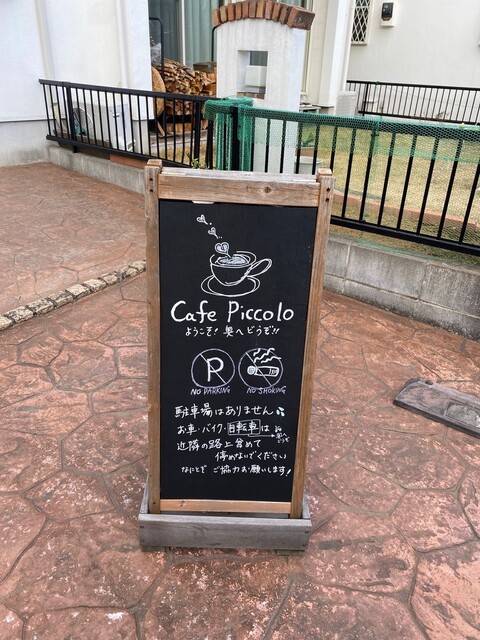 Cafe Piccolo
ようこそ! 奥へどうぞ!!
P
NO PARKING
NO SMOKING
駐車場はありません
お車・バイク・自転車は
近隣の路上含めて
停めないでください
なにとぞ ご協力お願いします!